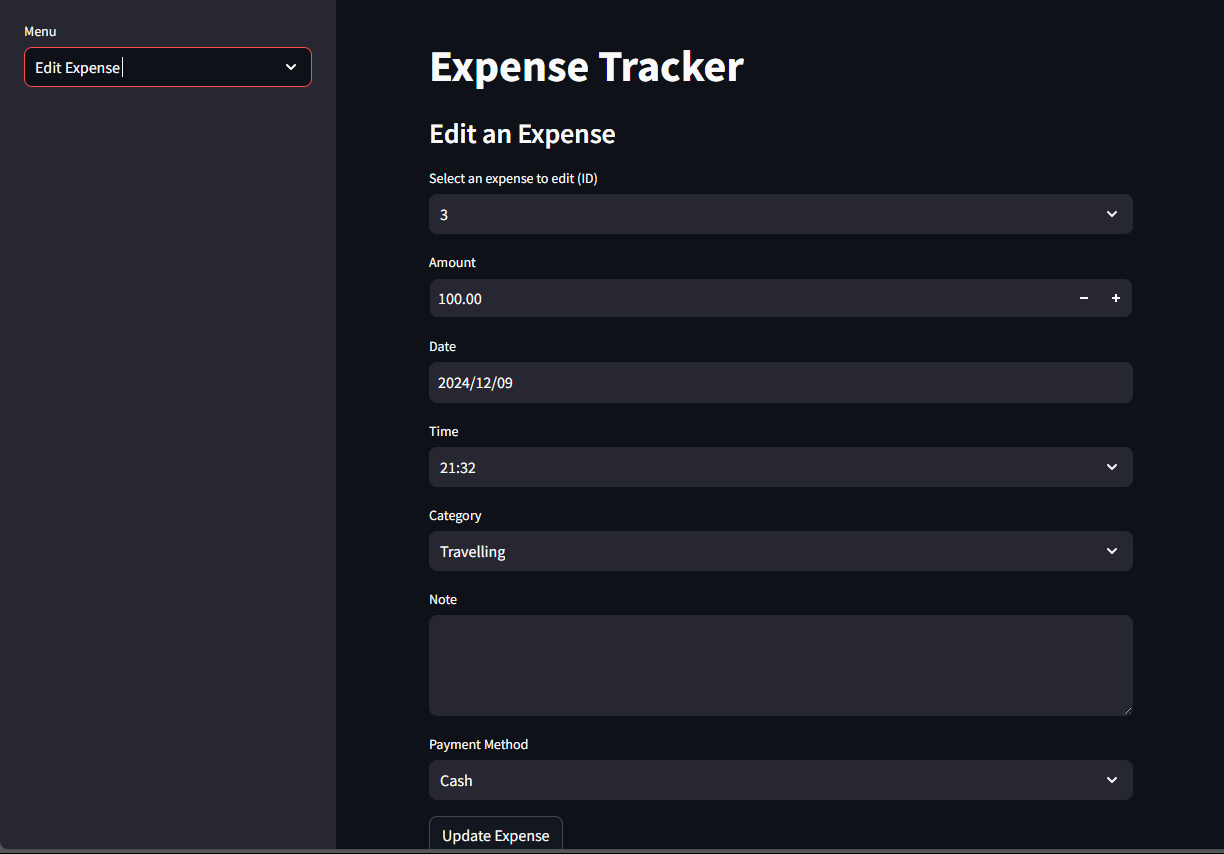 Menu
Edit Expense
Expense Tracker
Edit an Expense
Select an expense to edit (ID)
3
Amount
100.00
Date
2024/12/09
Time
21:32
Category
Travelling
Note
Payment Method
Cash
Update Expense